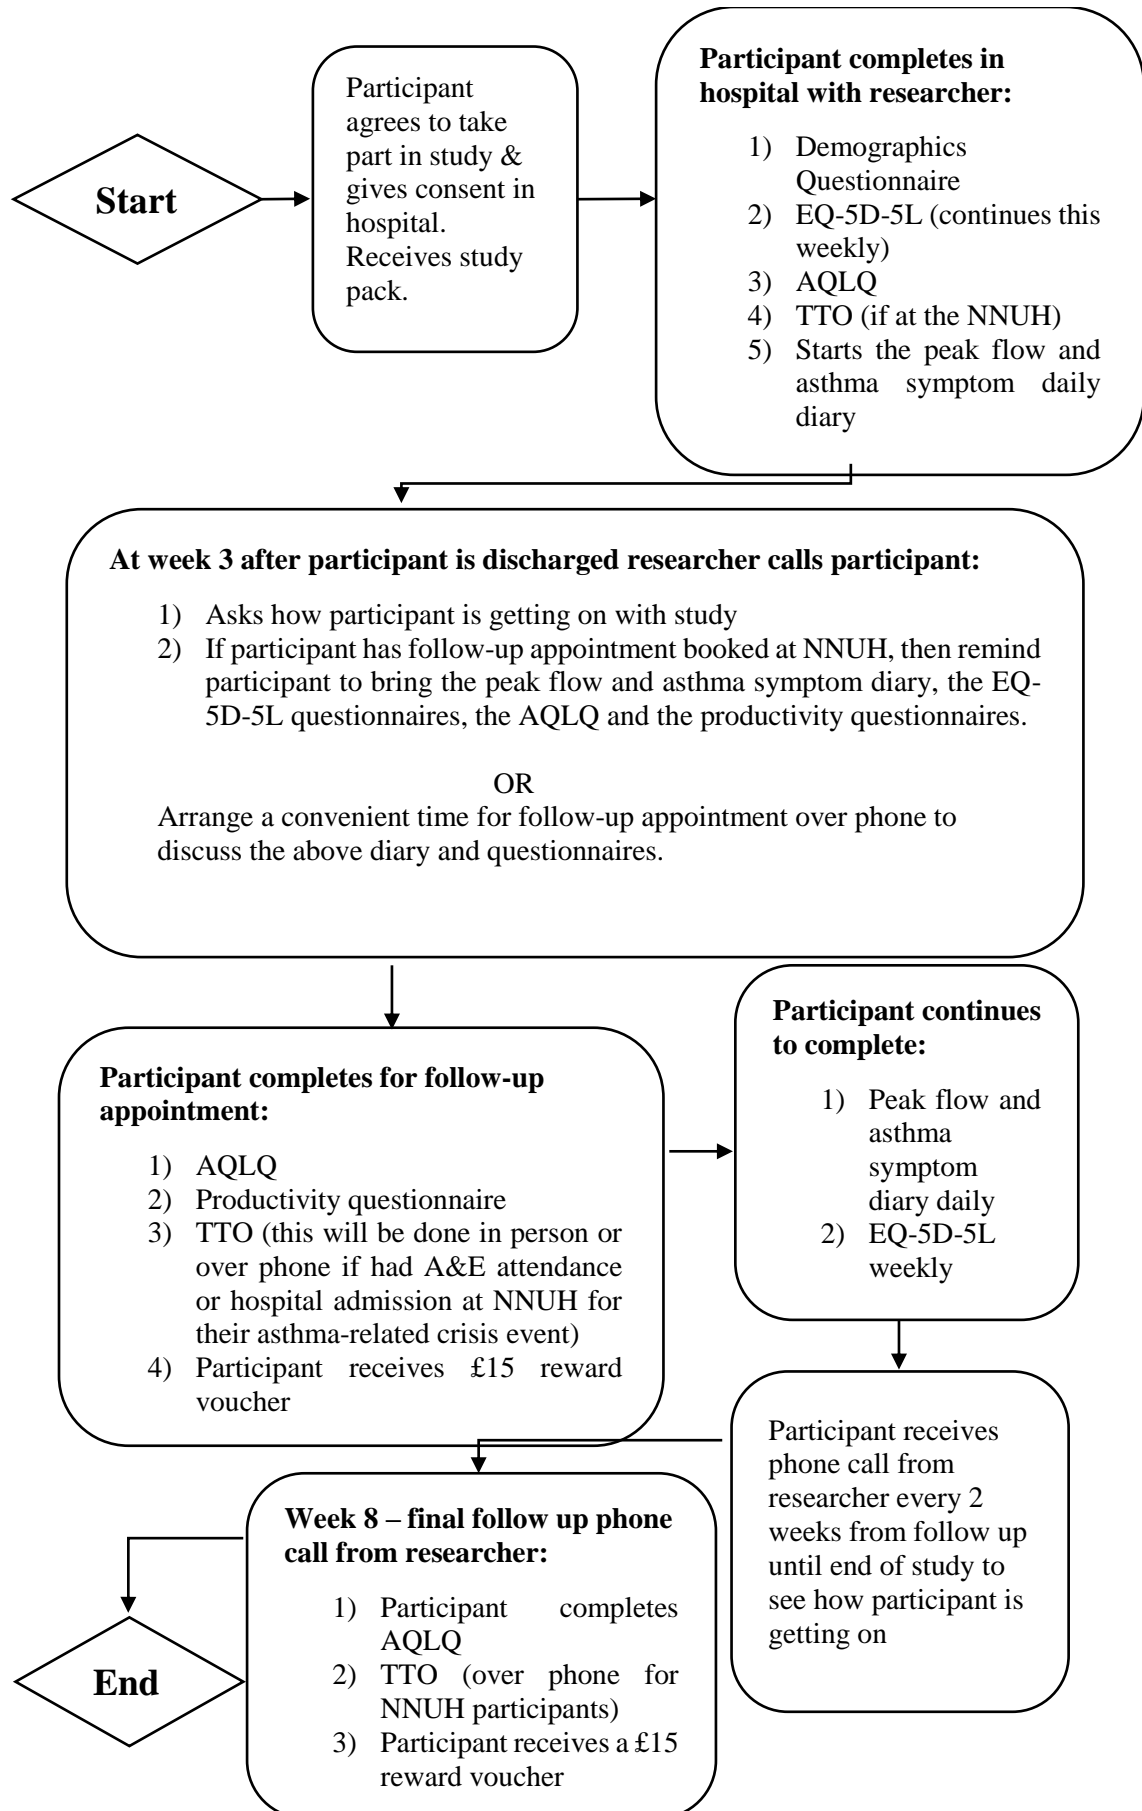 Start
Participant
agrees to take
part in study &
gives consent in
hospital.
Receives study
pack.
Participant completes in
hospital with researcher:
1) Demographics
Questionnaire
2) EQ-5D-5L (continues this
weekly)
3) AQLQ
4) TTO (if at the NNUH)
5) Starts the peak flow and
asthma symptom daily
diary
At week 3 after participant is discharged researcher calls participant:
1) Asks how participant is getting on with study
2) If participant has follow-up appointment booked at NNUH, then remind
participant to bring the peak flow and asthma symptom diary, the EQ-
5D-5L questionnaires, the AQLQ and the productivity questionnaires.
OR
Arrange a convenient time for follow-up appointment over phone to
discuss the above diary and questionnaires.
Participant completes for follow-up
appointment:
1) AQLQ
2) Productivity questionnaire
3) TTO (this will be done in person or
over phone if had A&E attendance
or hospital admission at NNUH for
their asthma-related crisis event)
4) Participant receives £15 reward
voucher
Participant continues
to complete:
1) Peak flow and
asthma
symptom
diary daily
2) EQ-5D-5L
weekly
Participant receives
phone call from
researcher every 2
weeks from follow up
until end of study to
see how participant is
getting on
Week 8 – final follow up phone
call from researcher:
1) Participant completes
AQLQ
2) TTO (over phone for
NNUH participants)
3) Participant receives a £15
reward voucher
End